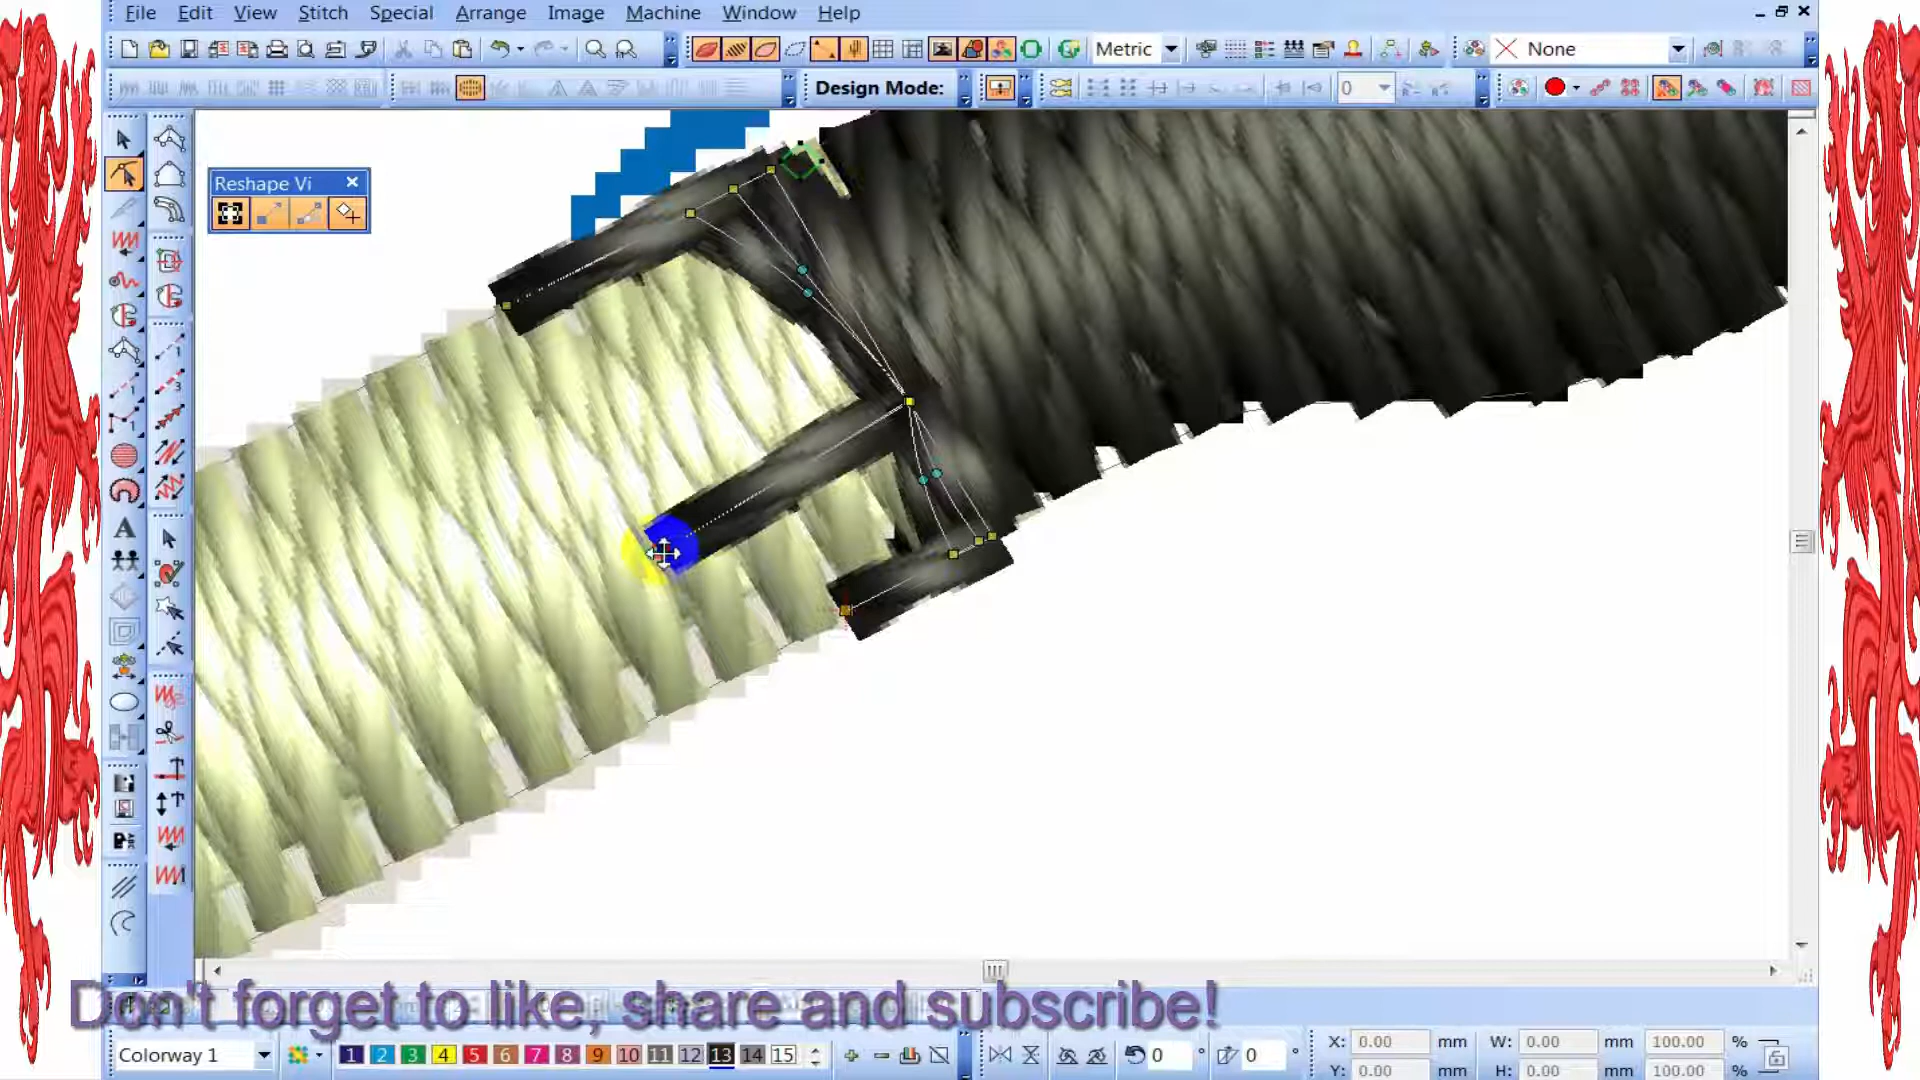 File Edit View Stitch Special Arrange Image Machine Window Help
Metric
None
Design Mode:
0
Reshape Vi
A
Don't forget to like, share and subscribe!
Colorway 1
1 2 3 4 5 6 7 8 9 10 11 12 13 14 15
0
0
X: 0.00 mm W: 0.00 mm 100.00 %
Y: 0.00 mm H: 0.00 mm 100.00 %